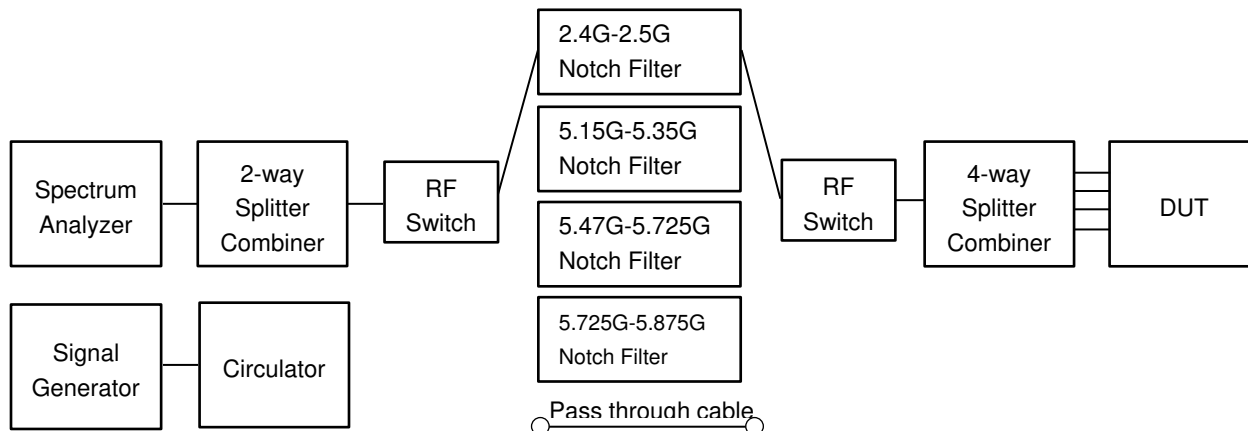 2.4G-2.5G
Notch Filter
5.15G-5.35G
Notch Filter
5.47G-5.725G
Notch Filter
5.725G-5.875G
Notch Filter
Pass through cable
Spectrum
Analyzer
2-way
Splitter
Combiner
RF
Switch
RF
Switch
4-way
Splitter
Combiner
DUT
Signal
Generator
Circulator